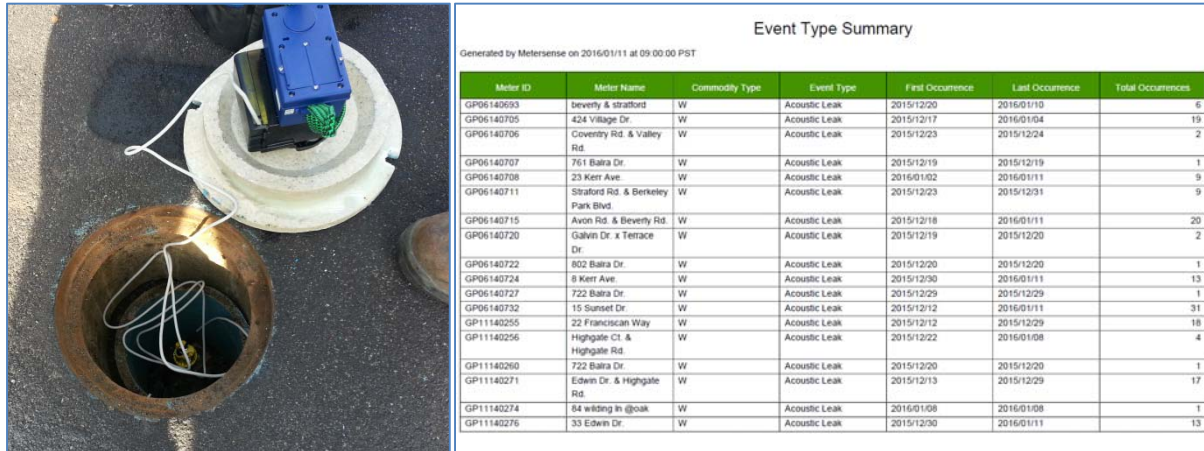 Event Type Summary
Generated by Metersense on 2016/01/11 at 09:00:00 PST
Meter ID Meter Name Commodity Type Event Type First Occurrence Last Occurrence Total Occurrences
GP06140693 beverly & stratford W Acoustic Leak 2015/12/20 2016/01/10 6
GP06140705 424 Village Dr. W Acoustic Leak 2015/12/17 2016/01/04 19
GP06140706 Coventry Rd. & Valley W Acoustic Leak 2015/12/23 2015/12/24 2
Rd.
GP06140707 761 Balra Dr. W Acoustic Leak 2015/12/19 2015/12/19 1
GP06140708 23 Kerr Ave. W Acoustic Leak 2016/01/02 2016/01/11 9
GP06140711 Straford Rd. & Berkeley W Acoustic Leak 2015/12/23 2015/12/31 9
Park Blvd.
GP06140715 Avon Rd. & Beverly Rd. W Acoustic Leak 2015/12/18 2016/01/11 20
GP06140720 Galvin Dr. x Terrace W Acoustic Leak 2015/12/19 2015/12/20 2
Dr.
GP06140722 802 Balra Dr. W Acoustic Leak 2015/12/20 2015/12/20 1
GP06140724 8 Kerr Ave. W Acoustic Leak 2015/12/30 2016/01/11 13
GP06140727 722 Balra Dr. W Acoustic Leak 2015/12/29 2015/12/29 1
GP06140732 15 Sunset Dr. W Acoustic Leak 2015/12/12 2016/01/11 31
GP11140255 22 Franciscan Way W Acoustic Leak 2015/12/12 2015/12/29 18
GP11140256 Highgate Ct. & W Acoustic Leak 2015/12/22 2016/01/08 4
Highgate Rd.
GP11140260 722 Balra Dr. W Acoustic Leak 2015/12/20 2015/12/20 1
GP11140271 Edwin Dr. & Highgate W Acoustic Leak 2015/12/13 2015/12/29 17
Rd.
GP11140274 84 wilding ln @oak W Acoustic Leak 2016/01/08 2016/01/08 1
GP11140276 33 Edwin Dr. W Acoustic Leak 2015/12/30 2016/01/11 13